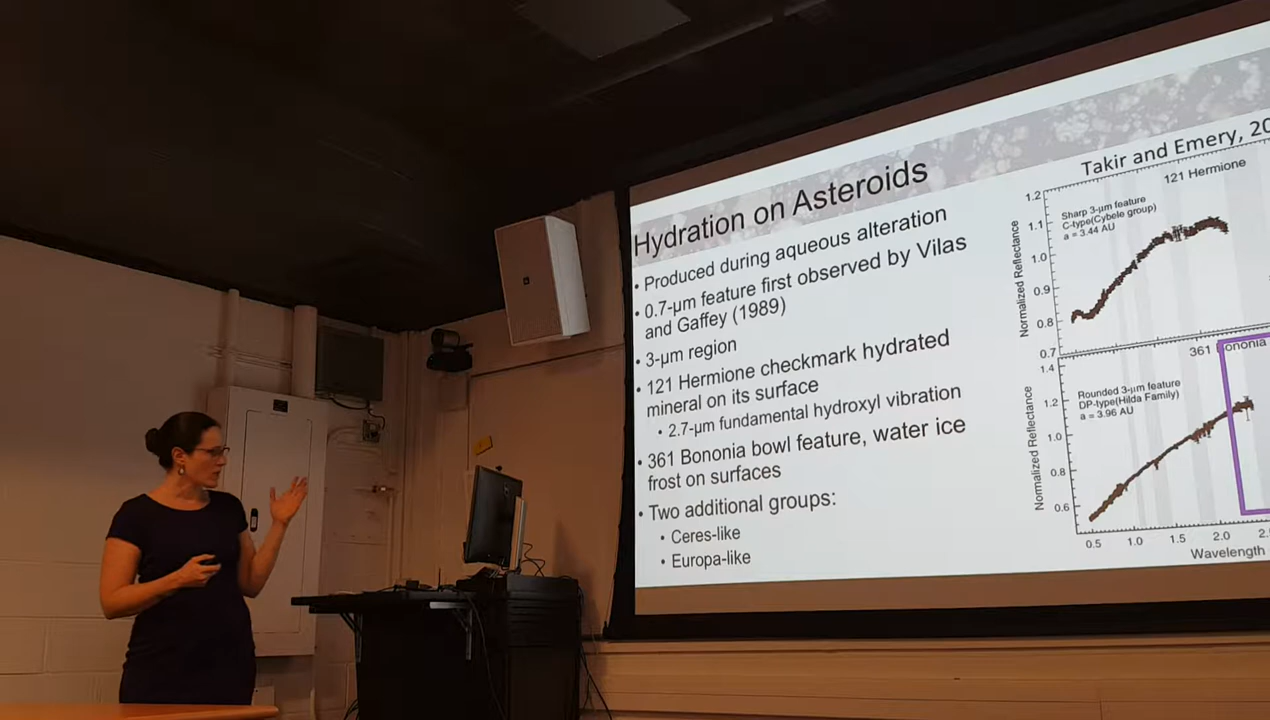 Hydration on Asteroids
• Produced during aqueous alteration
• 0.7-μm feature first observed by Vilas
and Gaffey (1989)
• 3-μm region
• 121 Hermione checkmark hydrated
mineral on its surface
• 2.7-μm fundamental hydroxyl vibration
• 361 Bononia bowl feature, water ice
frost on surfaces
• Two additional groups:
• Ceres-like
• Europa-like
Takir and Emery, 20
121 Hermione
Sharp 3-μm feature
C-type(Cybele group)
a = 3.44 AU
Normalized Reflectance
1.2
1.1
1.0
0.9
0.8
0.7
361 Bononia
Rounded 3-μm feature
DP-type(Hilda Family)
a = 3.96 AU
Normalized Reflectance
1.4
1.2
1.0
0.8
0.6
0.5 1.0 1.5 2.0
Wavelength